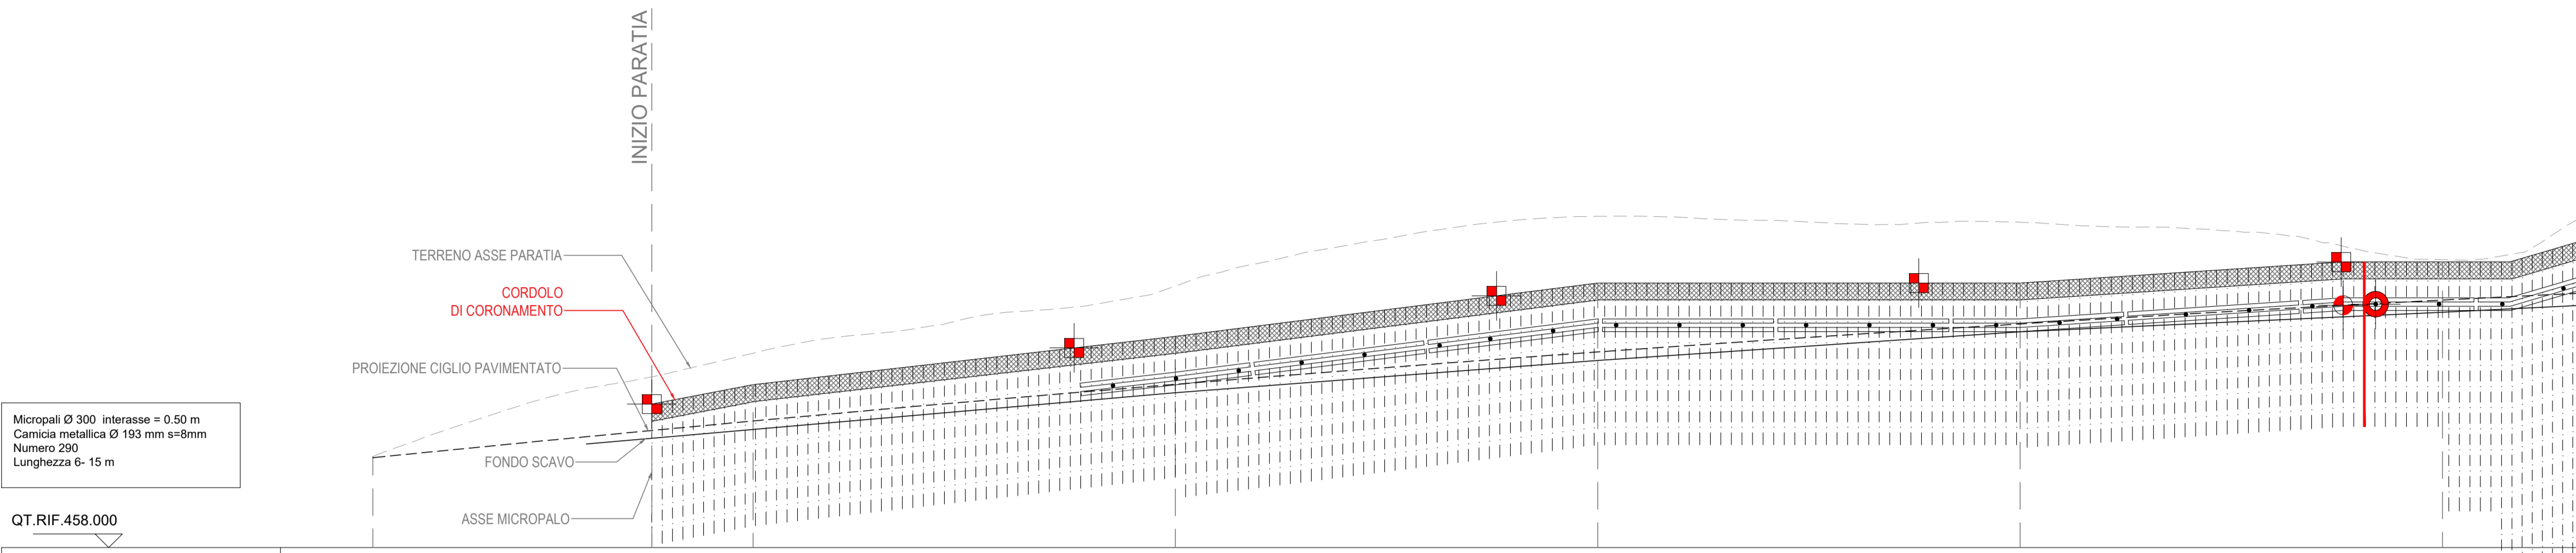 INIZIO PARATIA
TERRENO ASSE PARATIA
CORDOLO
DI CORONAMENTO
PROIEZIONE CIGLIO PAVIMENTATO
Micropali Ø 300 interasse = 0.50 m
Camicia metallica Ø 193 mm s=8mm
Numero 290
Lunghezza 6- 15 m
FONDO SCAVO
QT.RIF.458.000
ASSE MICROPALO